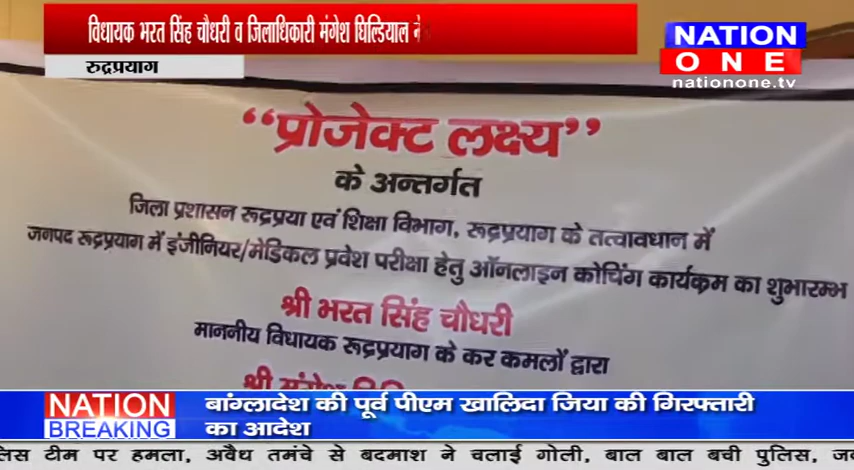 विधायक भरत सिंह चौधरी व जिलाधिकारी मंगेश घिल्डियाल ने
रुद्रप्रयाग
NATION
ONE
nationone.tv
“प्रोजेक्ट लक्ष्य”
के अन्तर्गत
जिला प्रशासन रूद्रप्रया एवं शिक्षा विभाग, रूद्रप्रयाग के तत्वावधान में
जनपद रूद्रप्रयाग में इंजीनियर/मेडिकल प्रवेश परीक्षा हेतु ऑनलाइन कोचिंग कार्यक्रम का शुभारम्भ
श्री भरत सिंह चौधरी
माननीय विधायक रूद्रप्रयाग के कर कमलों द्वारा
श्री
NATION
BREAKING
बांग्लादेश की पूर्व पीएम खालिदा जिया की गिरफ्तारी
का आदेश
टीम पर हमला, अवैध तमंचे से बदमाश ने चलाई गोली, बाल बाल बची पुलिस,